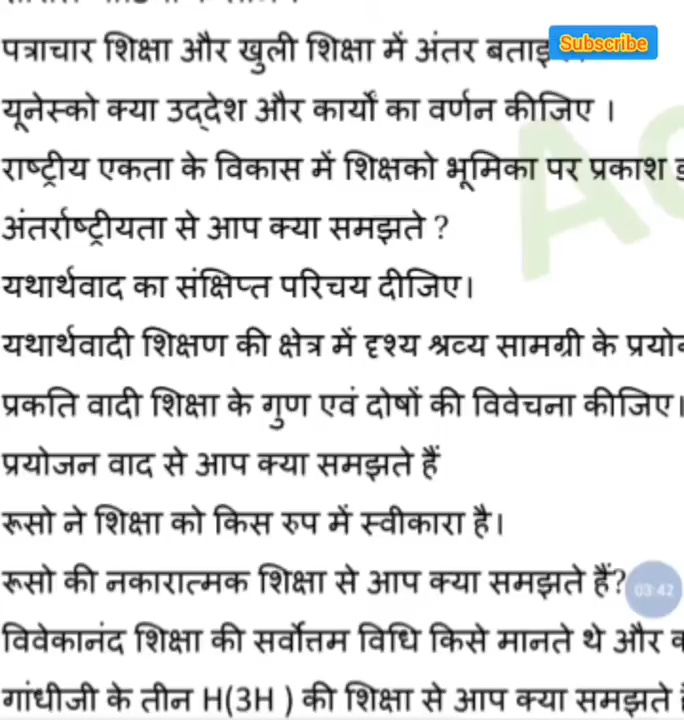 पत्राचार शिक्षा और खुली शिक्षा में अंतर बताइ
Subscribe
यूनेस्को क्या उद्देश और कार्यों का वर्णन कीजिए ।
राष्ट्रीय एकता के विकास में शिक्षको भूमिका पर प्रकाश
अंतर्राष्ट्रीयता से आप क्या समझते ?
यथार्थवाद का संक्षिप्त परिचय दीजिए।
यथार्थवादी शिक्षण की क्षेत्र में दृश्य श्रव्य सामग्री के
प्रकति वादी शिक्षा के गुण एवं दोषों की विवेचना कीजिए।
प्रयोजन वाद से आप क्या समझते हैं
रूसो ने शिक्षा को किस रुप में स्वीकारा है।
रूसो की नकारात्मक शिक्षा से आप क्या समझते हैं?
03:42
विवेकानंद शिक्षा की सर्वोत्तम विधि किसे मानते थे और
गांधीजी के तीन H(3H ) की शिक्षा से आप क्या समझते